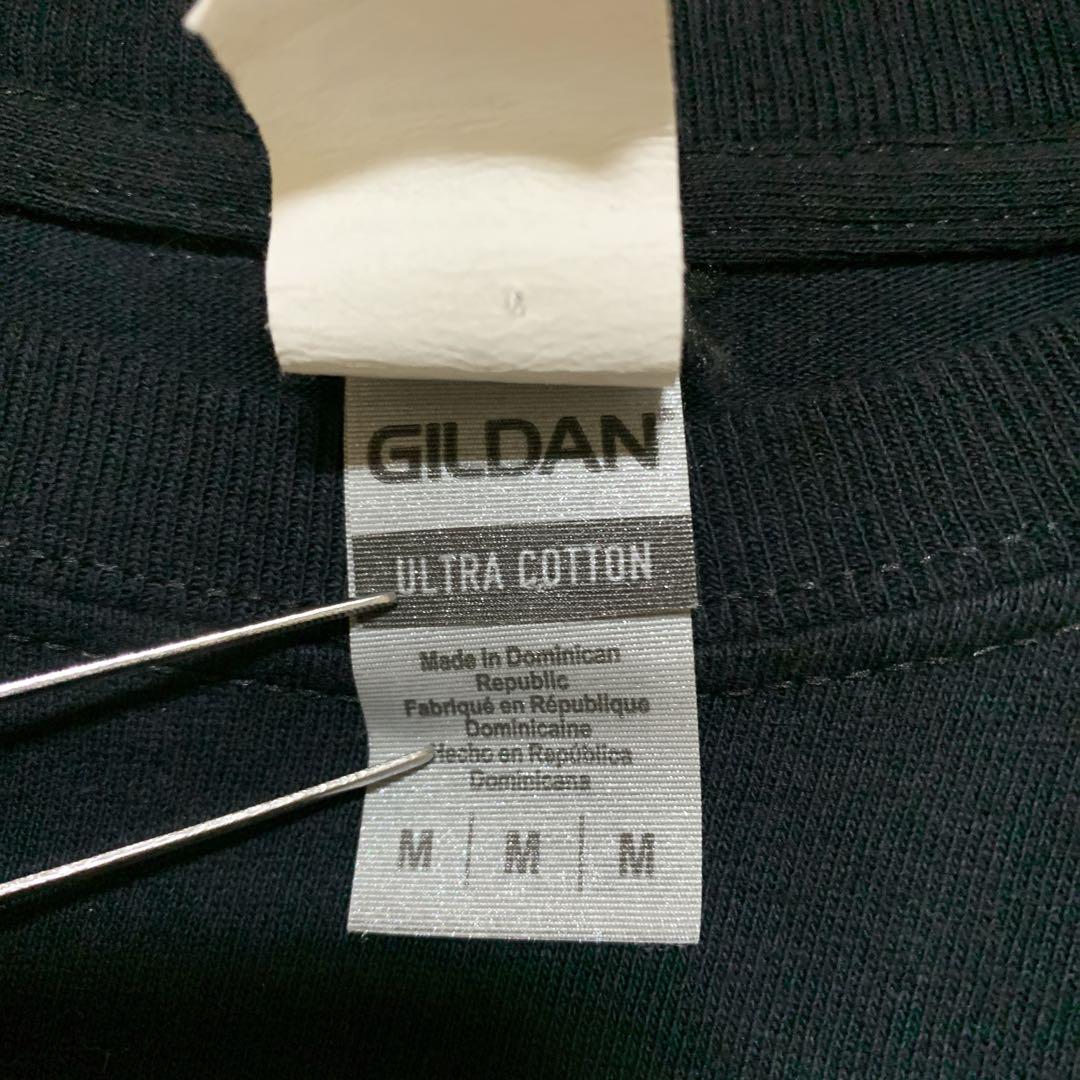 GILDAN
ULTRA COTTON
Made in Dominican
Republic
Fabriqué en République
Dominicaine
Hecho en República
Dominicana
M | M | M